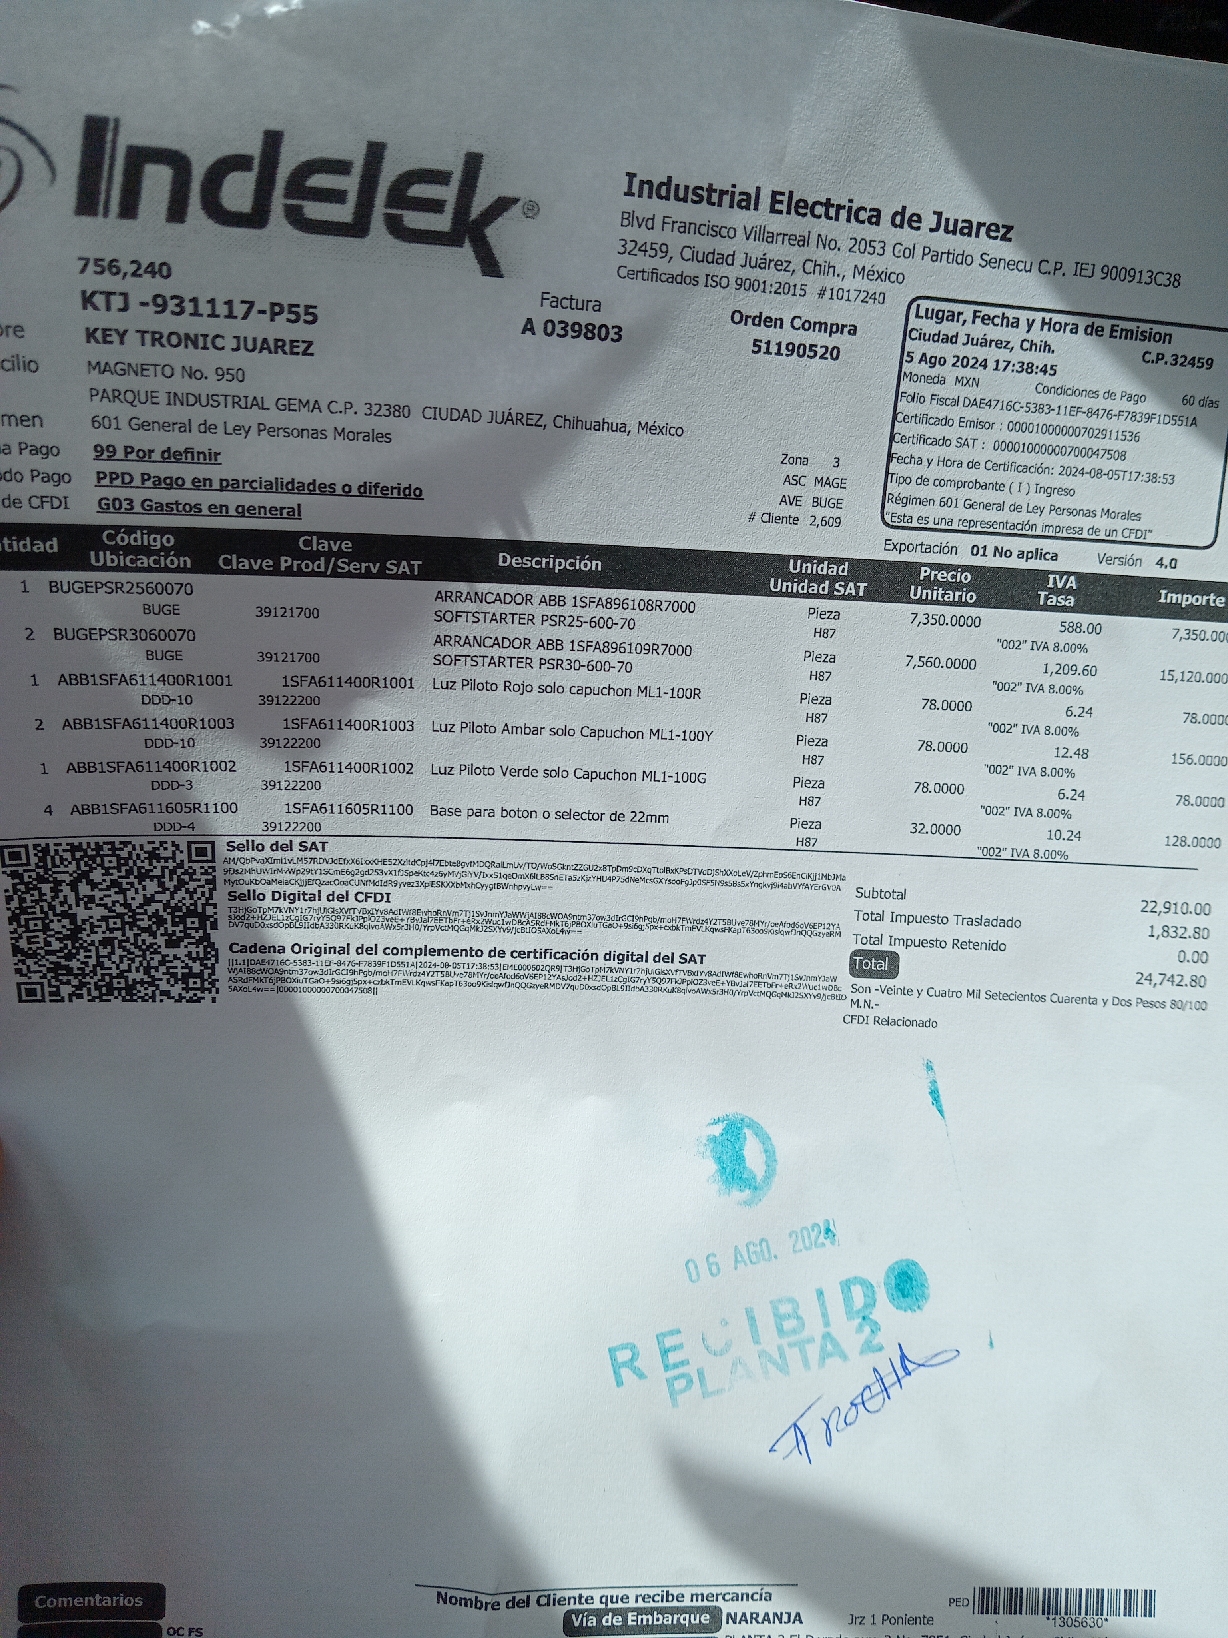 Indelek®
Industrial Electrica de Juarez
Blvd Francisco Villarreal No. 2053 Col Partido Senecu C.P. IEJ 900913C38
32459, Ciudad Juárez, Chih., México
Certificados ISO 9001:2015 #1017240
756,240
KTJ -931117-P55
KEY TRONIC JUAREZ
MAGNETO No. 950
PARQUE INDUSTRIAL GEMA C.P. 32380 CIUDAD JUÁREZ, Chihuahua, México
601 General de Ley Personas Morales
99 Por definir
PPD Pago en parcialidades o diferido
de CFDI G03 Gastos en general
Factura
A 039803
Orden Compra
51190520
Zona 3
ASC MAGE
AVE BUGE
# Cliente 2,609
Lugar, Fecha y Hora de Emision
Ciudad Juárez, Chih. C.P.32459
5 Ago 2024 17:38:45
Moneda MXN Condiciones de Pago 60 días
Folio Fiscal DAE4716C-5383-11EF-8476-F7839F1D551A
Certificado Emisor : 00001000000702911536
Certificado SAT : 00001000000700047508
Fecha y Hora de Certificación: 2024-08-05T17:38:53
Tipo de comprobante ( I ) Ingreso
Régimen 601 General de Ley Personas Morales
"Esta es una representación impresa de un CFDI"
Exportación 01 No aplica Versión 4.0
tidad Código Ubicación Clave Clave Prod/Serv SAT Descripción Unidad Unidad SAT Precio Unitario IVA Tasa Importe
1 BUGEPSR2560070 ARRANCADOR ABB 1SFA896108R7000 Pieza 7,350.0000 588.00 7,350.00
BUGE 39121700 SOFTSTARTER PSR25-600-70 H87 "002" IVA 8.00%
2 BUGEPSR3060070 ARRANCADOR ABB 1SFA896109R7000 Pieza 7,560.0000 1,209.60 15,120.000
BUGE 39121700 SOFTSTARTER PSR30-600-70 H87 "002" IVA 8.00%
1 ABB1SFA611400R1001 1SFA611400R1001 Luz Piloto Rojo solo capuchon ML1-100R Pieza 78.0000 6.24 78.000
DDD-10 39122200 H87 "002" IVA 8.00%
2 ABB1SFA611400R1003 1SFA611400R1003 Luz Piloto Ambar solo Capuchon ML1-100Y Pieza 78.0000 12.48 156.0000
DDD-10 39122200 H87 "002" IVA 8.00%
1 ABB1SFA611400R1002 1SFA611400R1002 Luz Piloto Verde solo Capuchon ML1-100G Pieza 78.0000 6.24 78.0000
DDD-3 39122200 H87 "002" IVA 8.00%
4 ABB1SFA611605R1100 1SFA611605R1100 Base para boton o selector de 22mm Pieza 32.0000 10.24 128.0000
DDD-4 39122200 H87 "002" IVA 8.00%
Sello del SAT
Sello Digital del CFDI
Cadena Original del complemento de certificación digital del SAT
Subtotal 22,910.00
Total Impuesto Trasladado 1,832.80
Total Impuesto Retenido 0.00
Total 24,742.80
Son -Veinte y Cuatro Mil Setecientos Cuarenta y Dos Pesos 80/100
M.N.-
CFDI Relacionado
06 AGO. 2024
RECIBIDO
PLANTA 2
Comentarios
OC FS
Nombre del Cliente que recibe mercancía
Vía de Embarque NARANJA Jrz 1 Poniente
PED
*1305630*